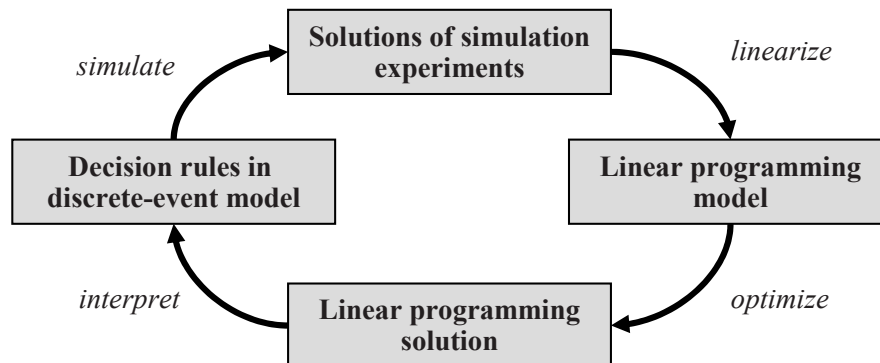 Solutions of simulation
experiments
simulate
linearize
Decision rules in
discrete-event model
Linear programming
model
interpret
optimize
Linear programming
solution